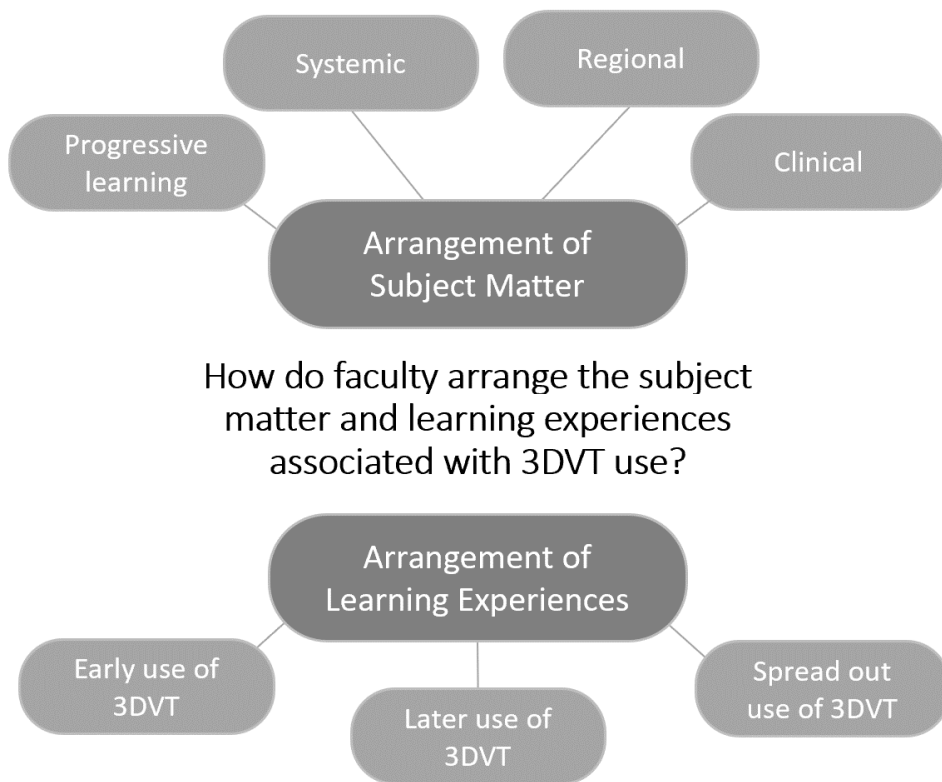 Systemic
Regional
Progressive
learning
Clinical
Arrangement of
Subject Matter
How do faculty arrange the subject
matter and learning experiences
associated with 3DVT use?
Arrangement of
Learning Experiences
Early use of
3DVT
Later use of
3DVT
Spread out
use of 3DVT